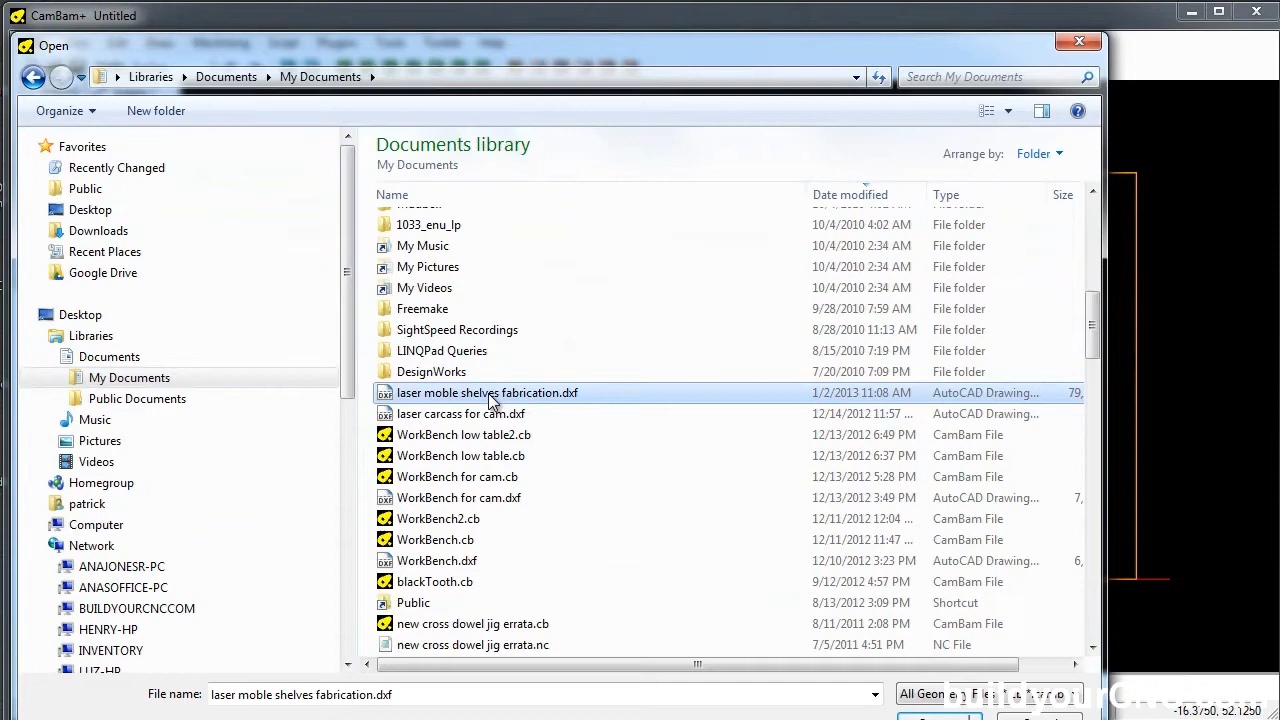 CamBam+ Untitled
Open
Libraries Documents My Documents
Search My Documents
Organize
New folder
Favorites
Recently Changed
Public
Desktop
Downloads
Recent Places
Google Drive
Desktop
Libraries
Documents
My Documents
Public Documents
Music
Pictures
Videos
Homegroup
patrick
Computer
Network
ANAJONESR-PC
ANASOFFICE-PC
BUILDYOURCNCCOM
HENRY-HP
INVENTORY
LUZ-HP
Documents library
My Documents
Arrange by: Folder
Name Date modified Type Size
1033_enu_lp 10/4/2010 4:02 AM File folder
My Music 10/4/2010 2:34 AM File folder
My Pictures 10/4/2010 2:34 AM File folder
My Videos 10/4/2010 2:34 AM File folder
Freemake 9/28/2010 7:59 AM File folder
SightSpeed Recordings 8/28/2010 11:13 AM File folder
LINQPad Queries 8/15/2010 7:19 PM File folder
DesignWorks 7/20/2010 7:09 PM File folder
laser moble shelves fabrication.dxf 1/2/2013 11:08 AM AutoCAD Drawing... 79,
laser carcass for cam.dxf 12/14/2012 11:57 ... AutoCAD Drawing...
WorkBench low table2.cb 12/13/2012 6:49 PM CamBam File
WorkBench low table.cb 12/13/2012 6:37 PM CamBam File
WorkBench for cam.cb 12/13/2012 5:28 PM CamBam File
WorkBench for cam.dxf 12/13/2012 3:49 PM AutoCAD Drawing... 7,
WorkBench2.cb 12/11/2012 12:04 ... CamBam File
WorkBench.cb 12/11/2012 11:47 ... CamBam File
WorkBench.dxf 12/10/2012 3:23 PM AutoCAD Drawing... 6,
blackTooth.cb 9/12/2012 4:57 PM CamBam File
Public 8/13/2012 3:09 PM Shortcut
new cross dowel jig errata.cb 8/11/2011 2:08 PM CamBam File
new cross dowel jig errata.nc 7/5/2011 4:51 PM NC File
File name: laser moble shelves fabrication.dxf
All Geometry Files
buildyourCNC.com
-16.3750, 52.1250